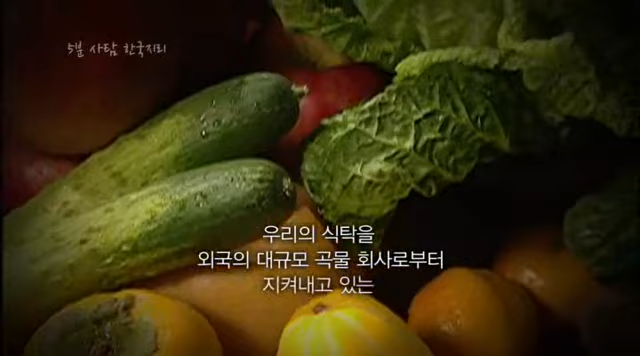 5분 사탐 한국지리
우리의 식탁을
외국의 대규모 곡물 회사로부터
지켜내고 있는